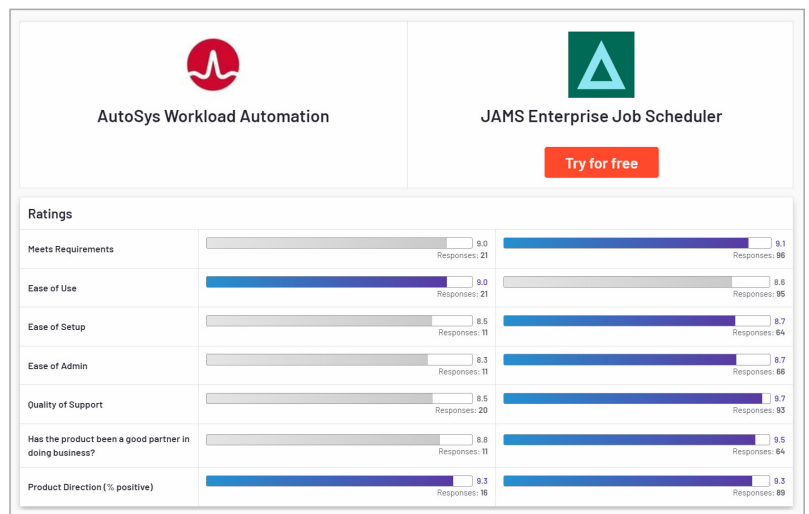 AutoSys Workload Automation
JAMS Enterprise Job Scheduler
Try for free
Ratings
Meets Requirements
9.0
Responses: 21
9.1
Responses: 96
Ease of Use
9.0
Responses: 21
8.6
Responses: 95
Ease of Setup
8.5
Responses: 11
8.7
Responses: 64
Ease of Admin
8.3
Responses: 11
8.7
Responses: 66
Quality of Support
8.5
Responses: 20
9.7
Responses: 93
Has the product been a good partner in
doing business?
8.8
Responses: 11
9.5
Responses: 64
Product Direction (% positive)
9.3
Responses: 16
9.3
Responses: 89